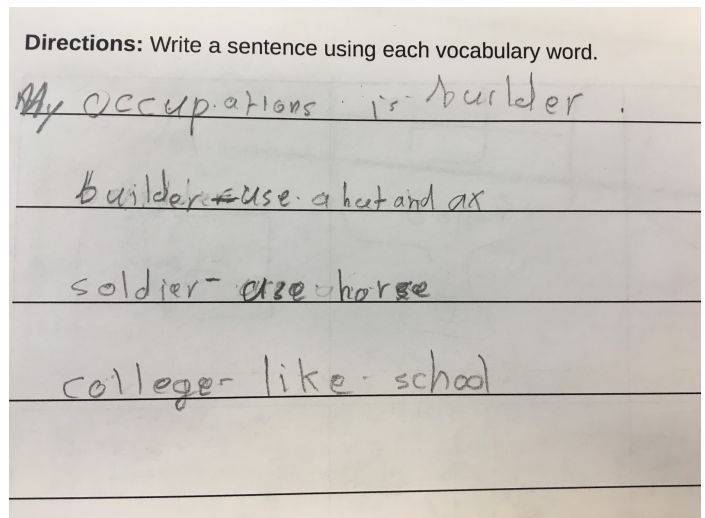 Directions: Write a sentence using each vocabulary word.
My occupations is builder.
builder-use a hat and ax
soldier- use horse
college- like school